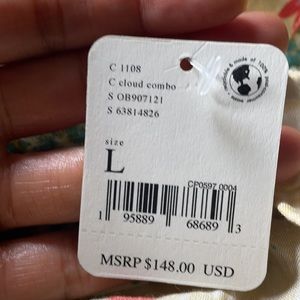 C 1108
C cloud combo
S OB907121
S 63814826
size
L
CP0597 0004
1 95889 68689 3
MSRP $148.00 USD